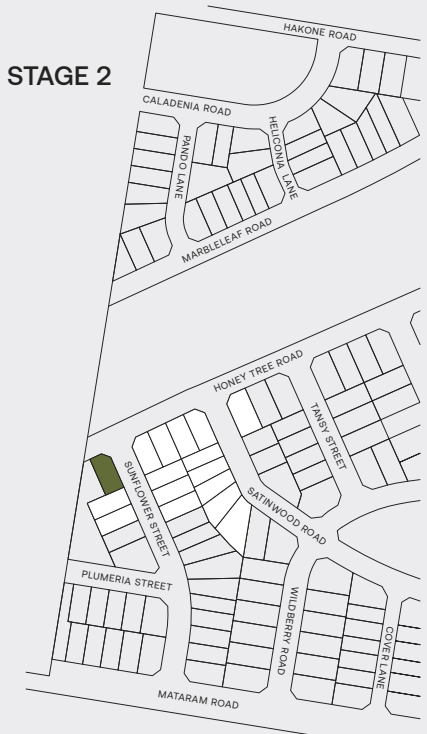 HAKONE ROAD
STAGE 2
CALADENIA ROAD
PANDO LANE
HELICONIA LANE
MARBLELEAF ROAD
HONEY TREE ROAD
TANSY STREET
SUNFLOWER STREET
SATINWOOD ROAD
PLUMERIA STREET
WILDBERRY ROAD
COVER LANE
MATARAM ROAD